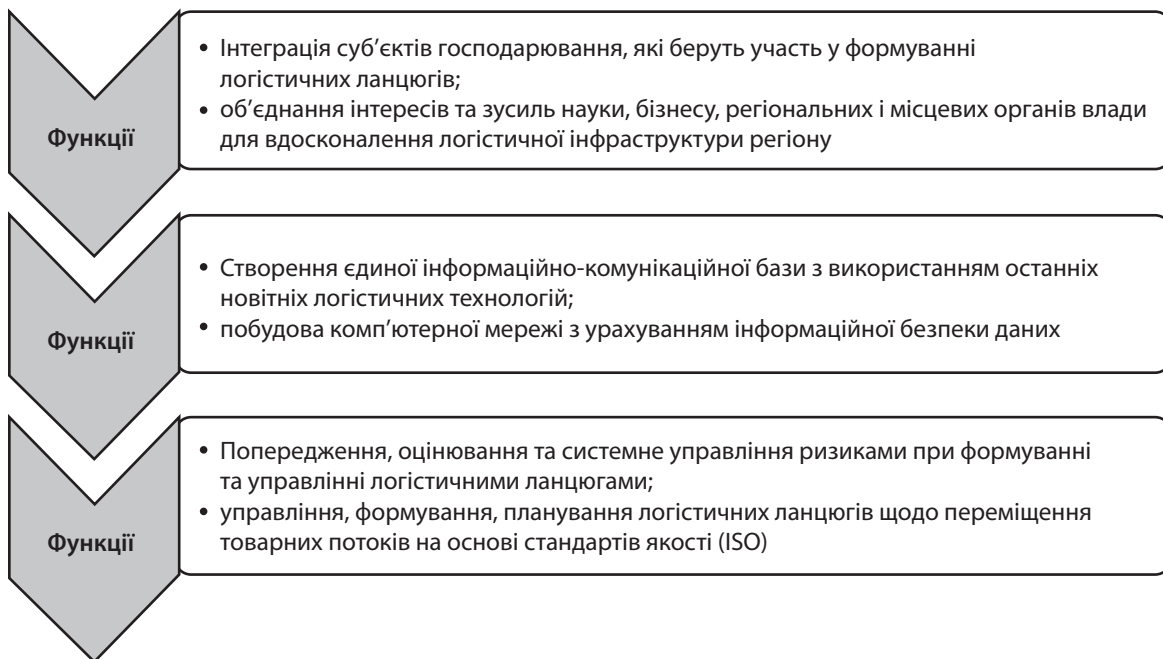 • Інтеграція суб’єктів господарювання, які беруть участь у формуванні
логістичних ланцюгів;
• об’єднання інтересів та зусиль науки, бізнесу, регіональних і місцевих органів влади
для вдосконалення логістичної інфраструктури регіону
Функції
• Створення єдиної інформаційно-комунікаційної бази з використанням останніх
новітніх логістичних технологій;
• побудова комп’ютерної мережі з урахуванням інформаційної безпеки даних
Функції
• Попередження, оцінювання та системне управління ризиками при формуванні
та управлінні логістичними ланцюгами;
• управління, формування, планування логістичних ланцюгів щодо переміщення
товарних потоків на основі стандартів якості (ISO)
Функції